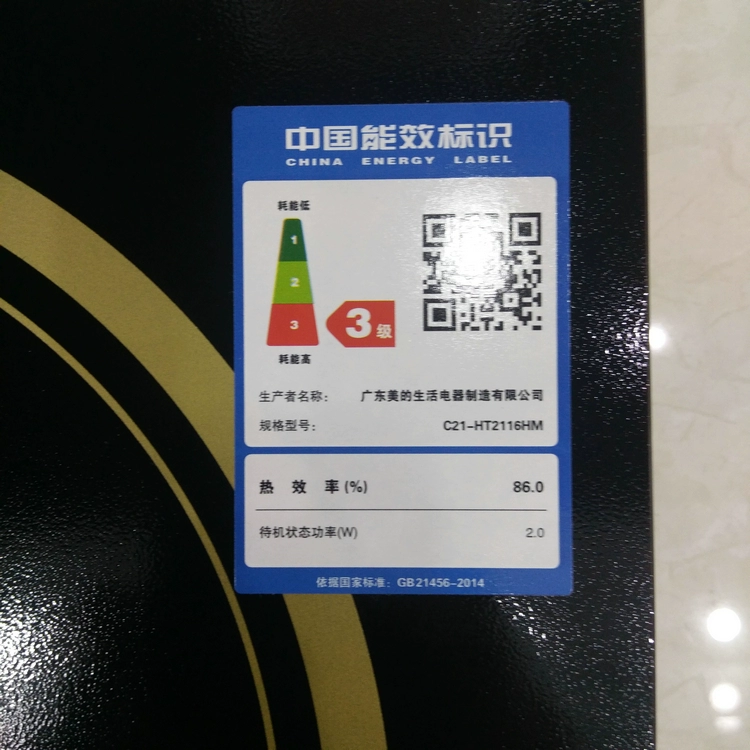 中国能效标识
CHINA ENERGY LABEL
耗能低
1
2
3
3级
耗能高
生产者名称： 广东美的生活电器制造有限公司
规格型号： C21-HT2116HM
热 效 率(%) 86.0
待机状态功率(W) 2.0
依据国家标准：GB21456-2014